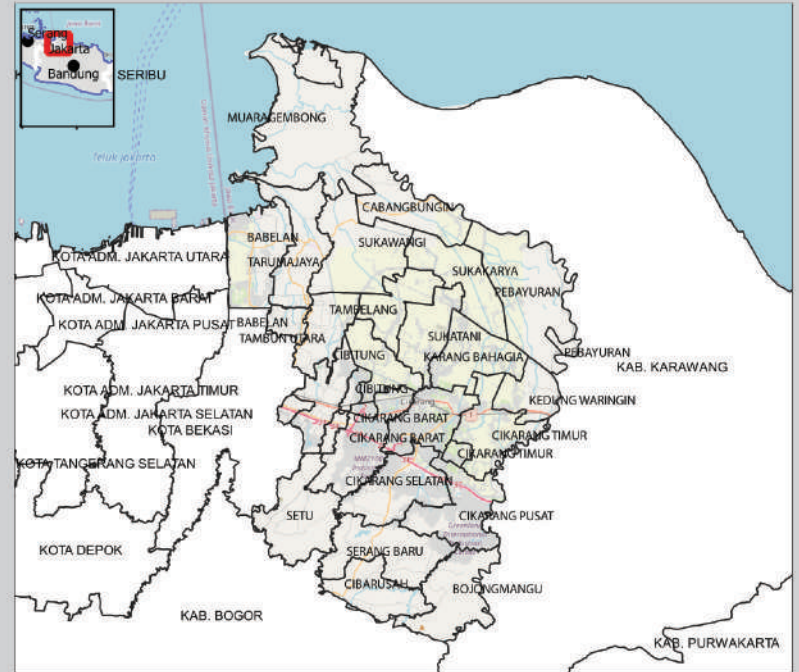 Serang
Jakarta
Bandung
SERIBU
MUARAGEMBONG
Teluk Jakarta
CABANGBUNGIN
BABELAN
SUKAWANGI
KOTA ADM. JAKARTA UTARA
TARUMAJAYA
SUKAKARYA
PEBAYURAN
KOTA ADM. JAKARTA BARAT
TAMBELANG
KOTA ADM. JAKARTA PUSAT
BABELAN
TAMBUN UTARA
SUKATANI
CIBITUNG
KARANG BAHAGIA
PEBAYURAN
KAB. KARAWANG
KOTA ADM. JAKARTA TIMUR
CIBITUNG
KEDUNG WARINGIN
Cikarang
KOTA ADM. JAKARTA SELATAN
CIKARANG BARAT
KOTA BEKASI
CIKARANG BARAT
CIKARANG TIMUR
CIKARANG TIMUR
KOTA TANGERANG SELATAN
CIKARANG SELATAN
SETU
CIKARANG PUSAT
KOTA DEPOK
SERANG BARU
CIBARUSAH
BOJONGMANGU
KAB. BOGOR
KAB. PURWAKARTA